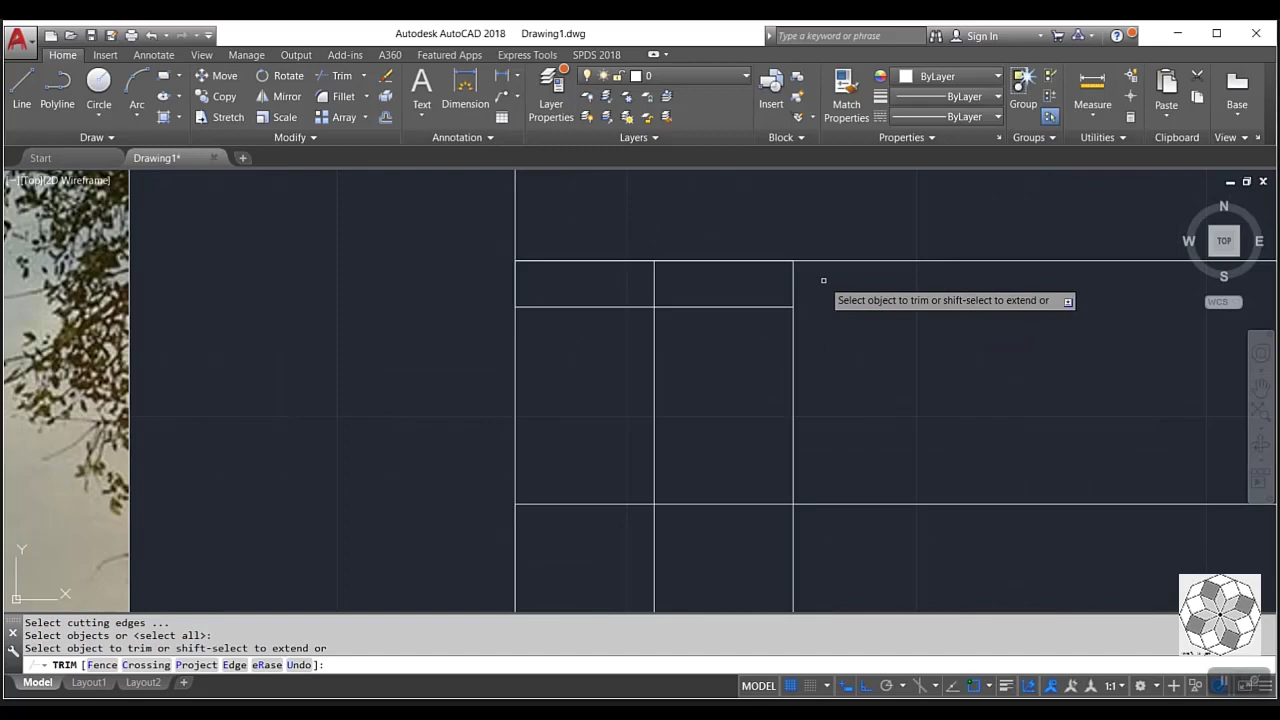 Autodesk AutoCAD 2018 Drawing1.dwg
Type a keyword or phrase
Sign In
Home Insert Annotate View Manage Output Add-ins A360 Featured Apps Express Tools SPDS 2018
Line Polyline Circle Arc
Move Rotate Trim
Copy Mirror Fillet
Stretch Scale Array
Text Dimension
Layer Properties
0
Insert
Match Properties
ByLayer
ByLayer
ByLayer
Group
Measure
Paste
Base
Draw Modify Annotation Layers Block Properties Groups Utilities Clipboard View
Start Drawing1*
[–][Top][2D Wireframe]
N
W TOP E
S
WCS
Select object to trim or shift-select to extend or
Y
X
Select cutting edges ...
Select objects or <select all>:
Select object to trim or shift-select to extend or
TRIM [Fence Crossing Project Edge eRase Undo]:
Model Layout1 Layout2
MODEL
1:1